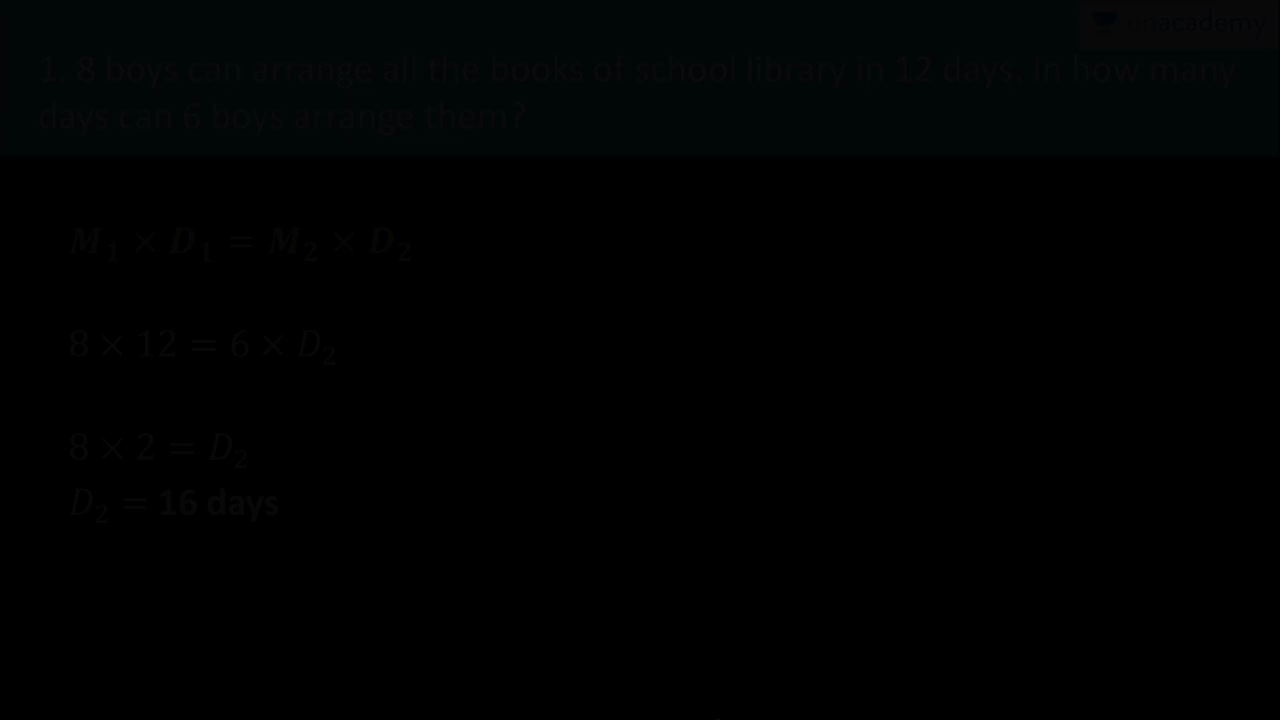 unacademy
1. 8 boys can arrange all the books of school library in 12 days. In how many
days can 6 boys arrange them?
M₁ × D₁ = M₂ × D₂
8 × 12 = 6 × D₂
8 × 2 = D₂
D₂ = 16 days